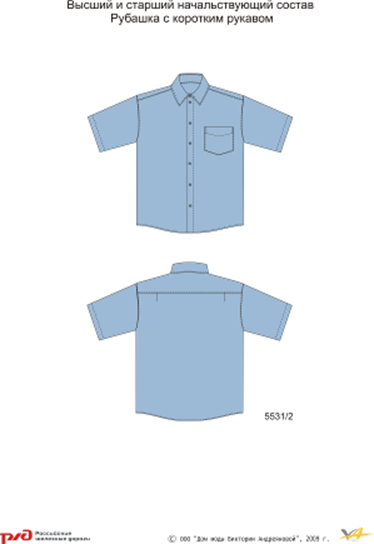 Высший и старший начальствующий состав
Рубашка с коротким рукавом
5531/2
РЖД Российские
железные дороги
© ООО "Дом моды Виктории Андреяновой", 2009 г.